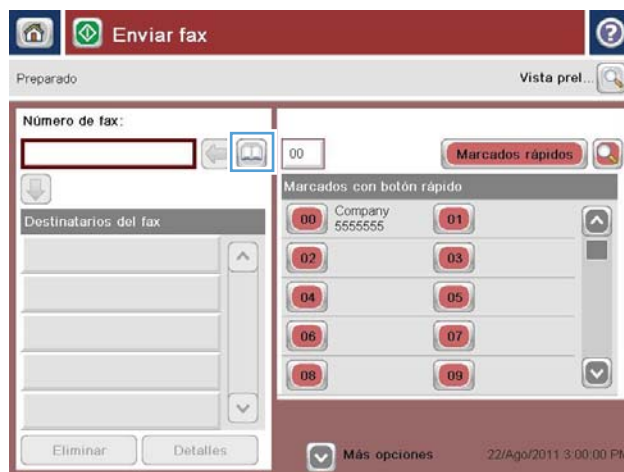 Enviar fax
?
Preparado
Vista prel...
Número de fax:
00
Marcados rápidos
Marcados con botón rápido
00 Company 01
5555555
02 03
04 05
06 07
08 09
Destinatarios del fax
Eliminar
Detalles
Más opciones
22/Ago/2011 3:00:00 PM